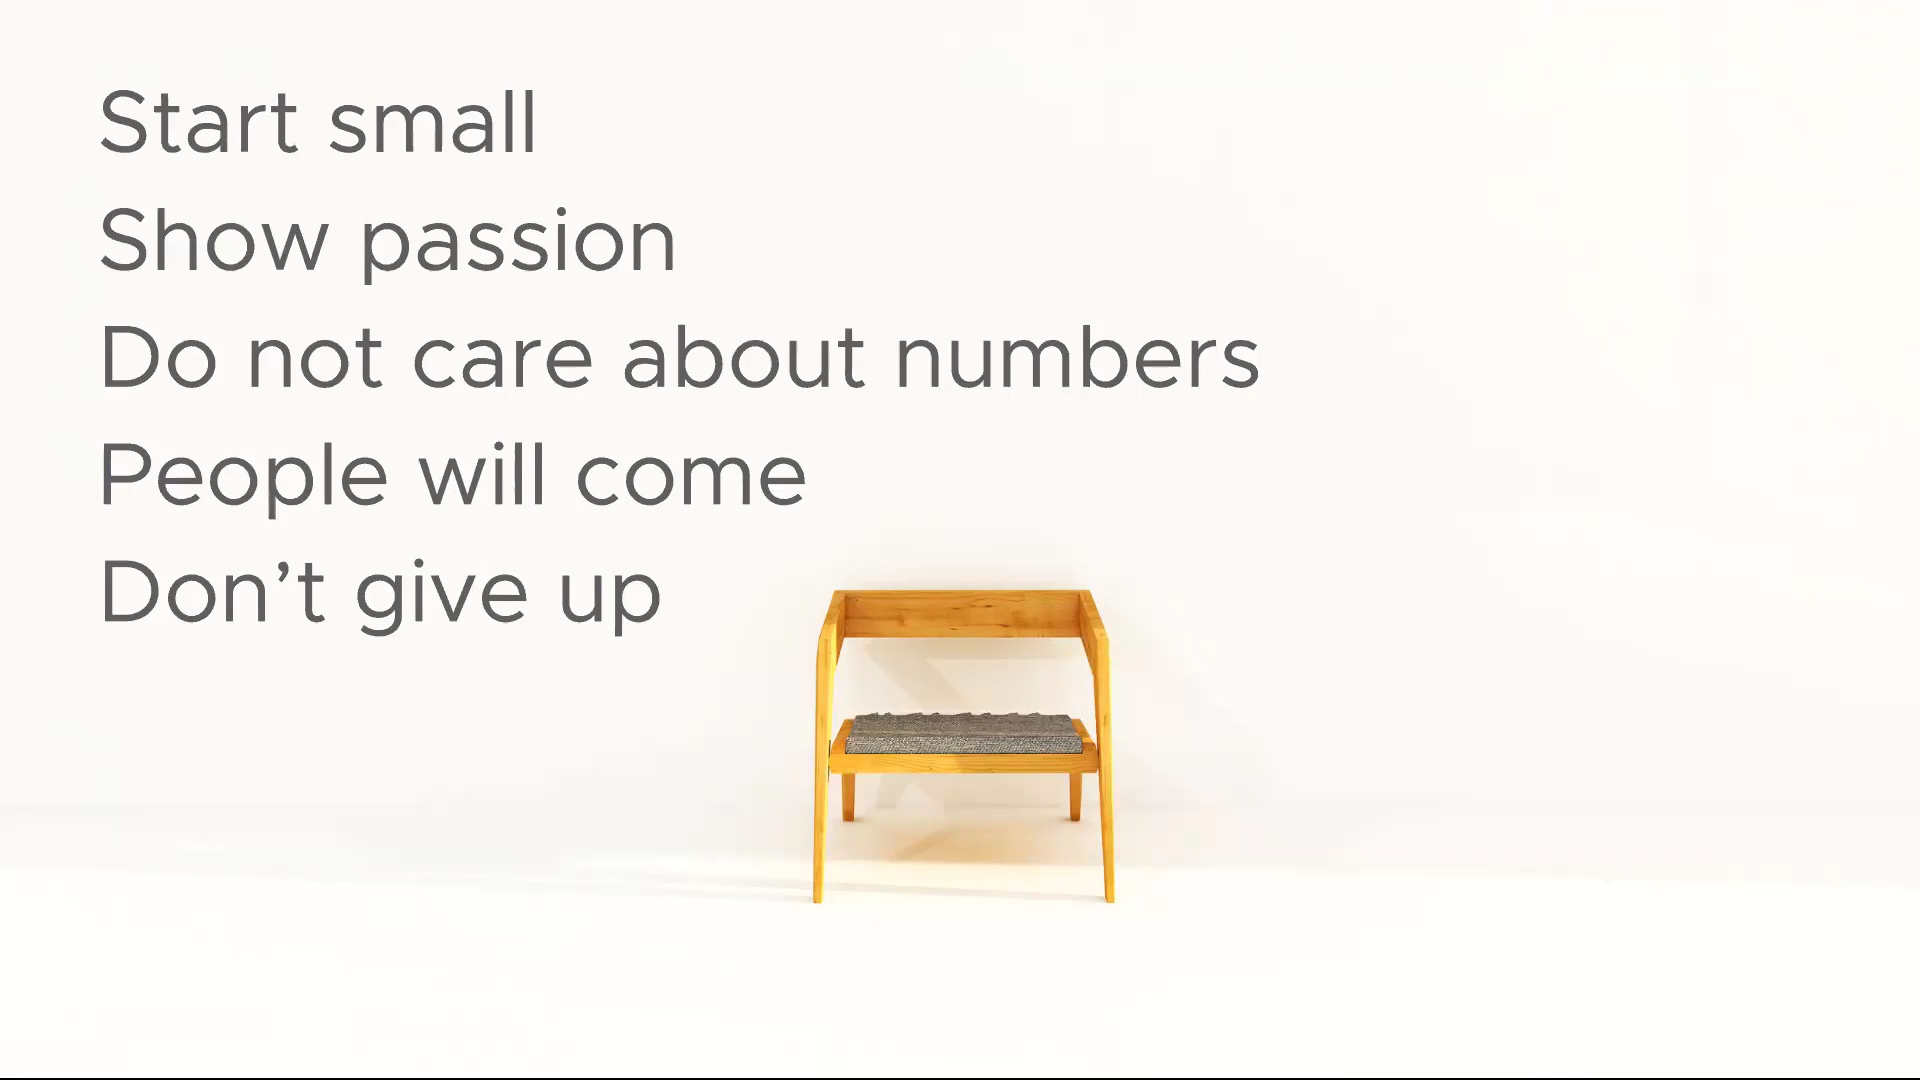 Start small
Show passion
Do not care about numbers
People will come
Don’t give up